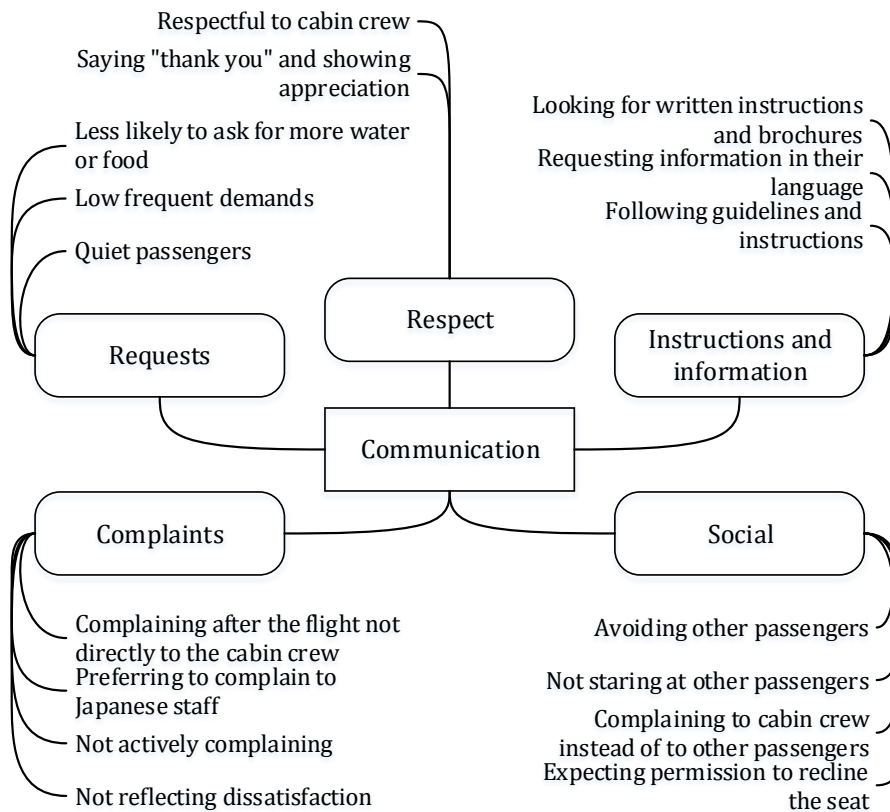 Respectful to cabin crew
Saying "thank you" and showing
appreciation
Less likely to ask for more water
or food
Low frequent demands
Quiet passengers
Looking for written instructions
and brochures
Requesting information in their
language
Following guidelines and
instructions
Requests
Respect
Instructions and
information
Communication
Complaints
Social
Complaining after the flight not
directly to the cabin crew
Preferring to complain to
Japanese staff
Not actively complaining
Not reflecting dissatisfaction
Avoiding other passengers
Not staring at other passengers
Complaining to cabin crew
instead of to other passengers
Expecting permission to recline
the seat